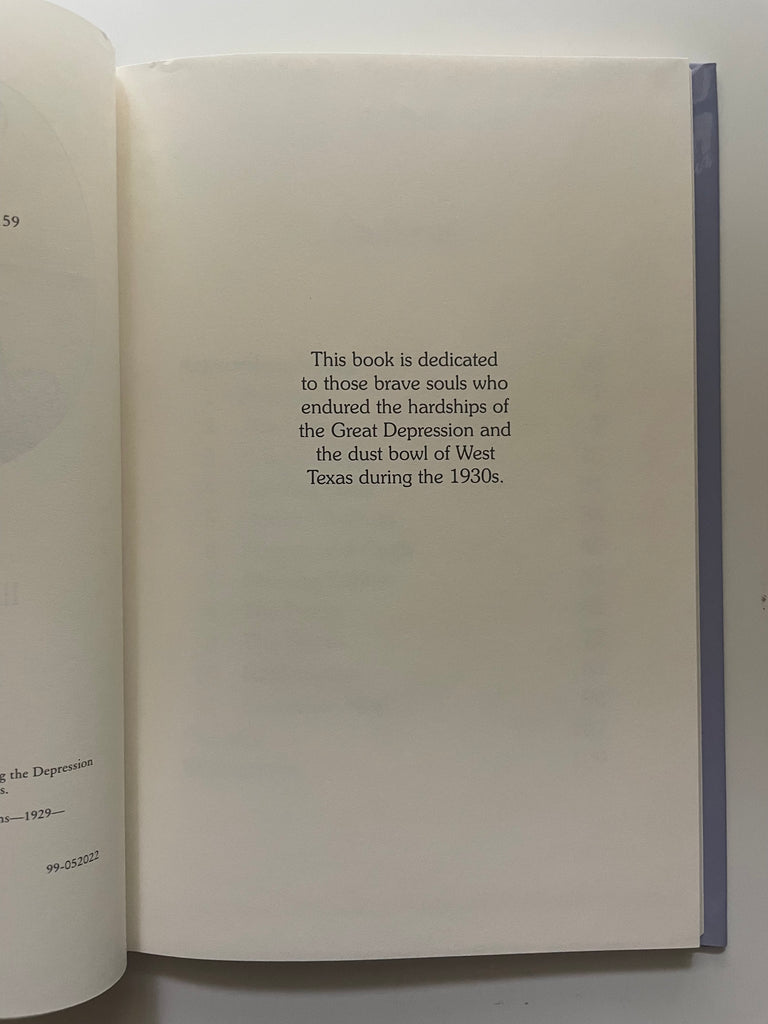 59
g the Depression
s.
ns—1929—
99-052022
This book is dedicated
to those brave souls who
endured the hardships of
the Great Depression and
the dust bowl of West
Texas during the 1930s.